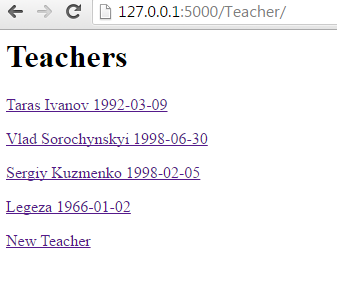 127.0.0.1:5000/Teacher/
Teachers
Taras Ivanov 1992-03-09
Vlad Sorochynskyi 1998-06-30
Sergiy Kuzmenko 1998-02-05
Legeza 1966-01-02
New Teacher